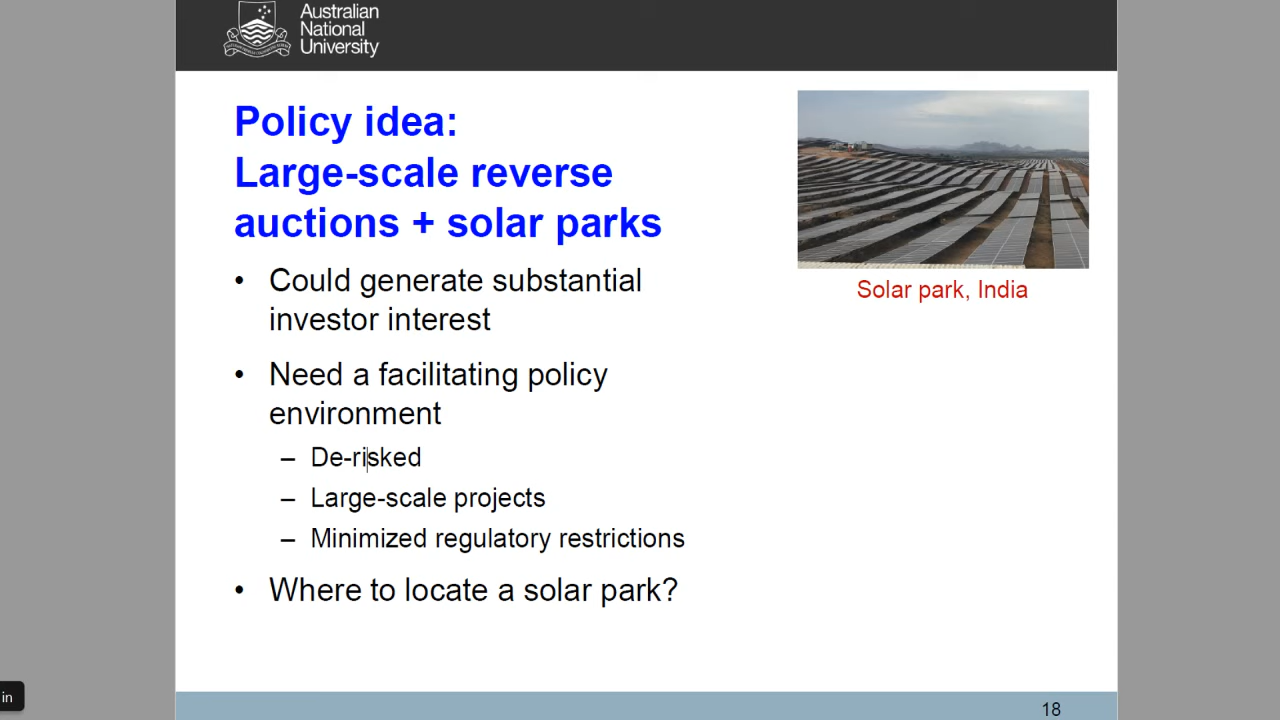 Australian
National
University
Policy idea:
Large-scale reverse
auctions + solar parks
• Could generate substantial
investor interest
• Need a facilitating policy
environment
– De-risked
– Large-scale projects
– Minimized regulatory restrictions
• Where to locate a solar park?
Solar park, India
18
in